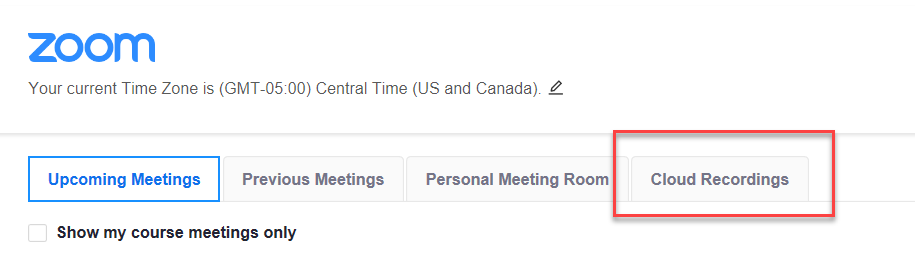 zoom
Your current Time Zone is (GMT-05:00) Central Time (US and Canada).
Upcoming Meetings Previous Meetings Personal Meeting Room Cloud Recordings
Show my course meetings only